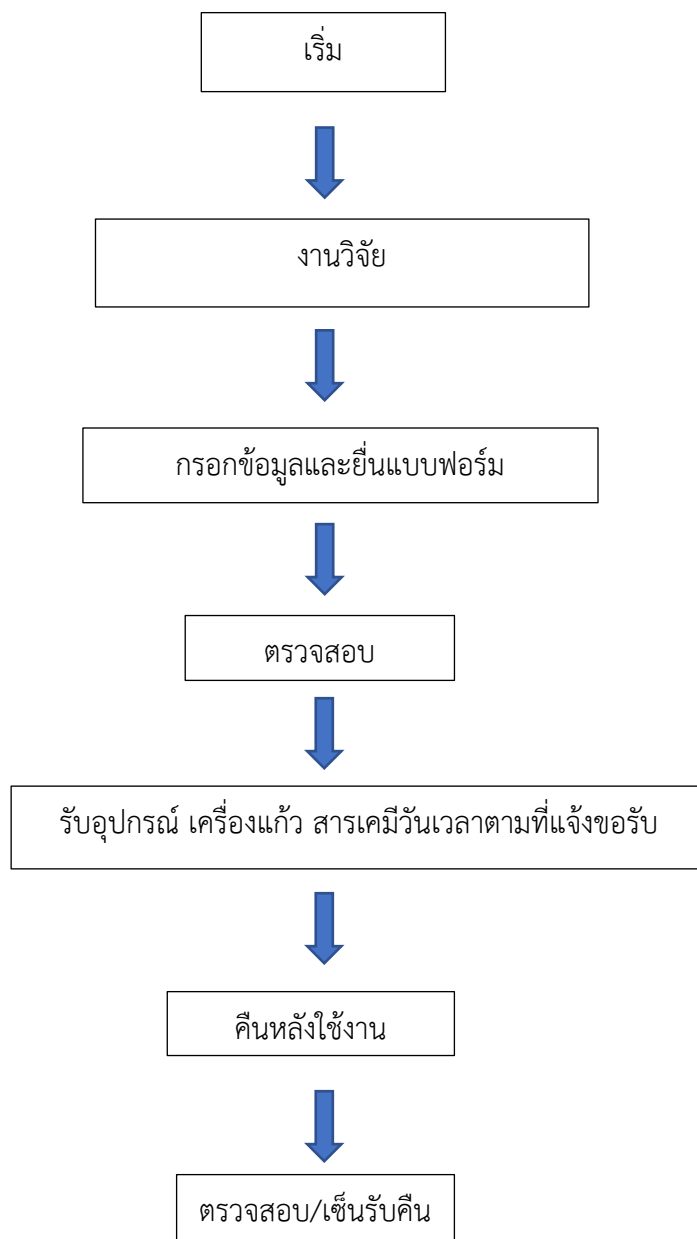 เริ่ม
งานวิจัย
กรอกข้อมูลและยื่นแบบฟอร์ม
ตรวจสอบ
รับอุปกรณ์ เครื่องแก้ว สารเคมีวันเวลาตามที่แจ้งขอรับ
คืนหลังใช้งาน
ตรวจสอบ/เซ็นรับคืน